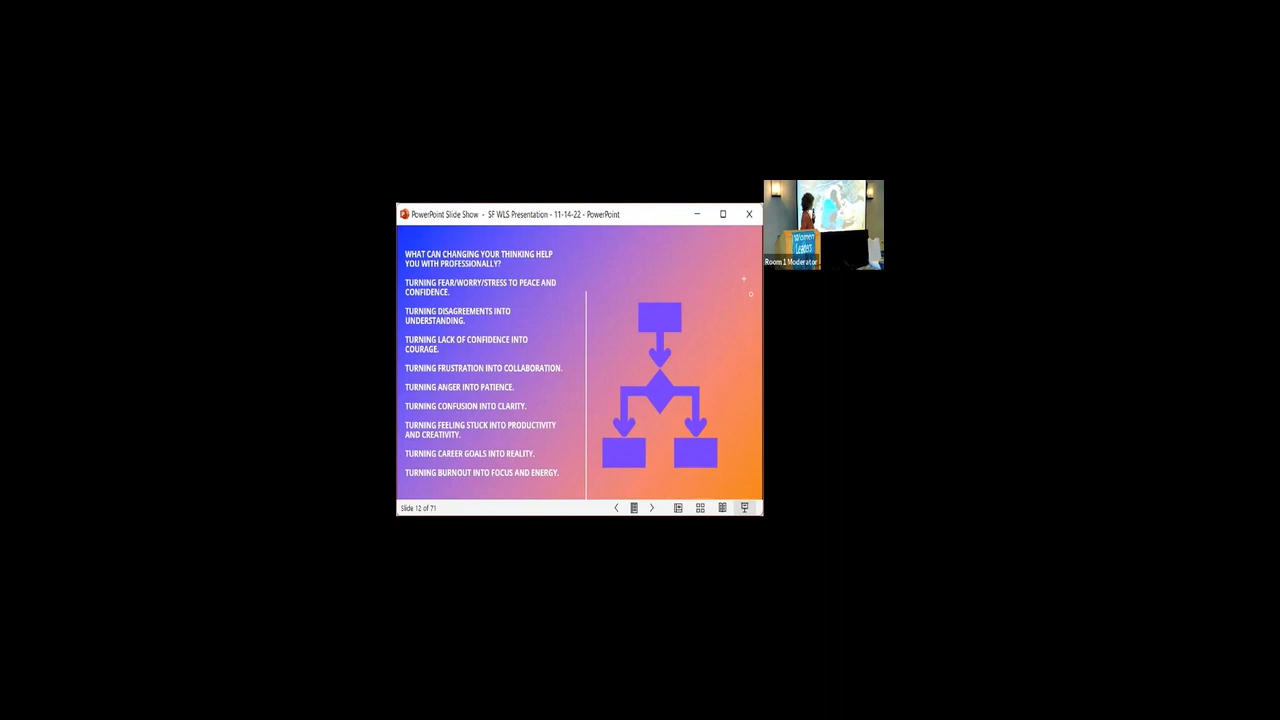 PowerPoint Slide Show - SF WLS Presentation - 11-14-22 - PowerPoint
WHAT CAN CHANGING YOUR THINKING HELP
YOU WITH PROFESSIONALLY?
TURNING FEAR/WORRY/STRESS TO PEACE AND
CONFIDENCE.
TURNING DISAGREEMENTS INTO
UNDERSTANDING.
TURNING LACK OF CONFIDENCE INTO
COURAGE.
TURNING FRUSTRATION INTO COLLABORATION.
TURNING ANGER INTO PATIENCE.
TURNING CONFUSION INTO CLARITY.
TURNING FEELING STUCK INTO PRODUCTIVITY
AND CREATIVITY.
TURNING CAREER GOALS INTO REALITY.
TURNING BURNOUT INTO FOCUS AND ENERGY.
Slide 12 of 71
Women
Leaders
Room 1 Moderator